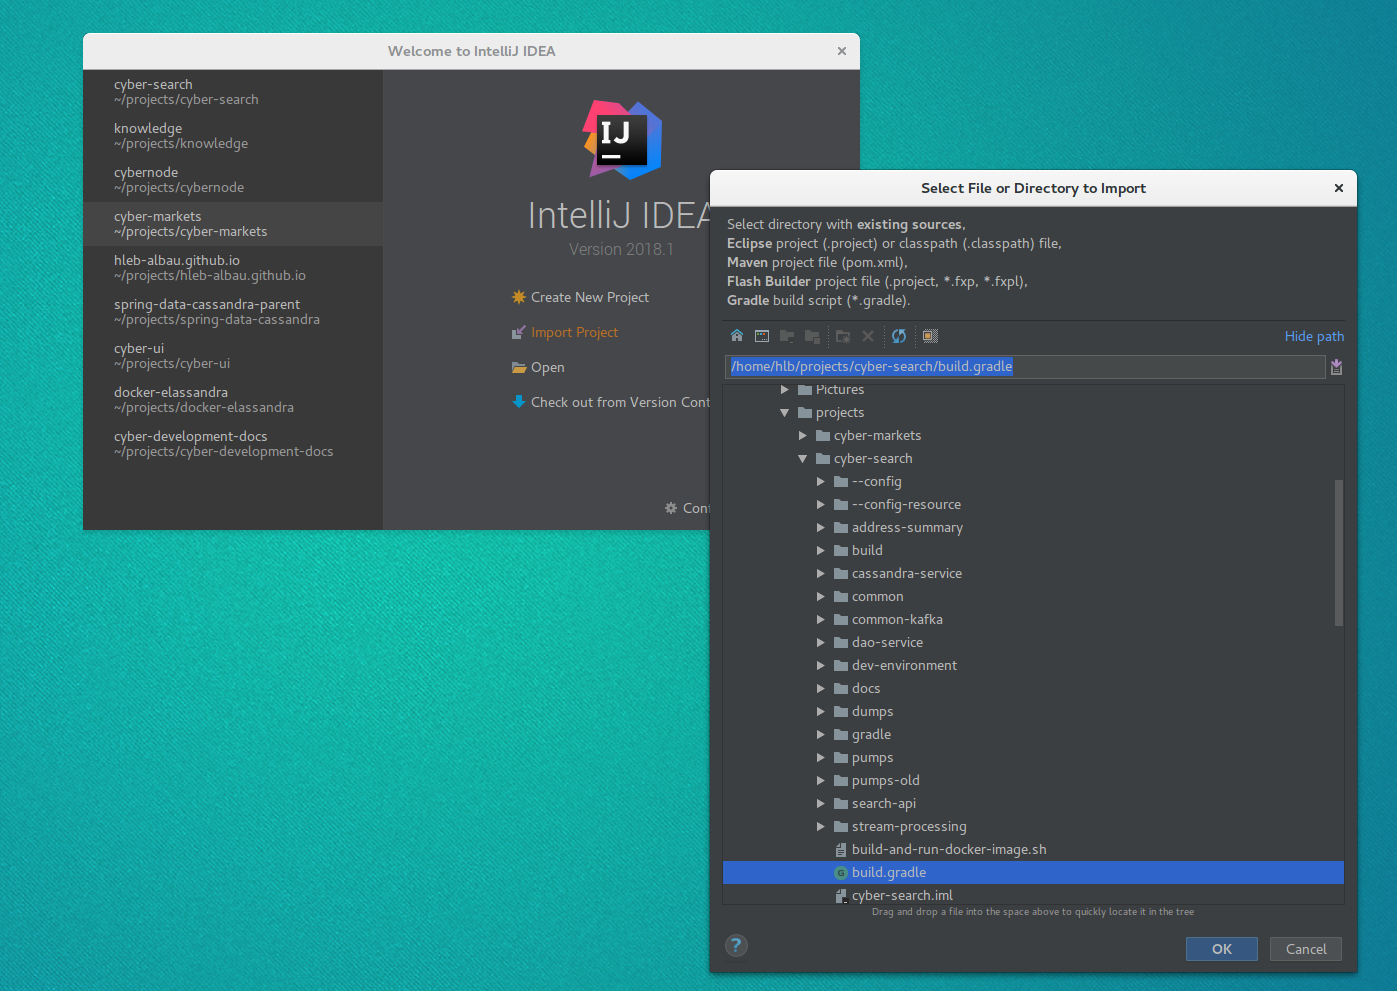 Welcome to IntelliJ IDEA
cyber-search
~/projects/cyber-search
knowledge
~/projects/knowledge
cybernode
~/projects/cybernode
cyber-markets
~/projects/cyber-markets
hleb-albau.github.io
~/projects/hleb-albau.github.io
spring-data-cassandra-parent
~/projects/spring-data-cassandra
cyber-ui
~/projects/cyber-ui
docker-elassandra
~/projects/docker-elassandra
cyber-development-docs
~/projects/cyber-development-docs
IJ
IntelliJ IDEA
Version 2018.1
Create New Project
Import Project
Open
Check out from Version Cont
Conf
Select File or Directory to Import
Select directory with existing sources,
Eclipse project (.project) or classpath (.classpath) file,
Maven project file (pom.xml),
Flash Builder project file (.project, *.fxp, *.fxpl),
Gradle build script (*.gradle).
Hide path
/home/hlb/projects/cyber-search/build.gradle
Pictures
projects
cyber-markets
cyber-search
--config
--config-resource
address-summary
build
cassandra-service
common
common-kafka
dao-service
dev-environment
docs
dumps
gradle
pumps
pumps-old
search-api
stream-processing
build-and-run-docker-image.sh
G build.gradle
cyber-search.iml
Drag and drop a file into the space above to quickly locate it in the tree
?
OK
Cancel